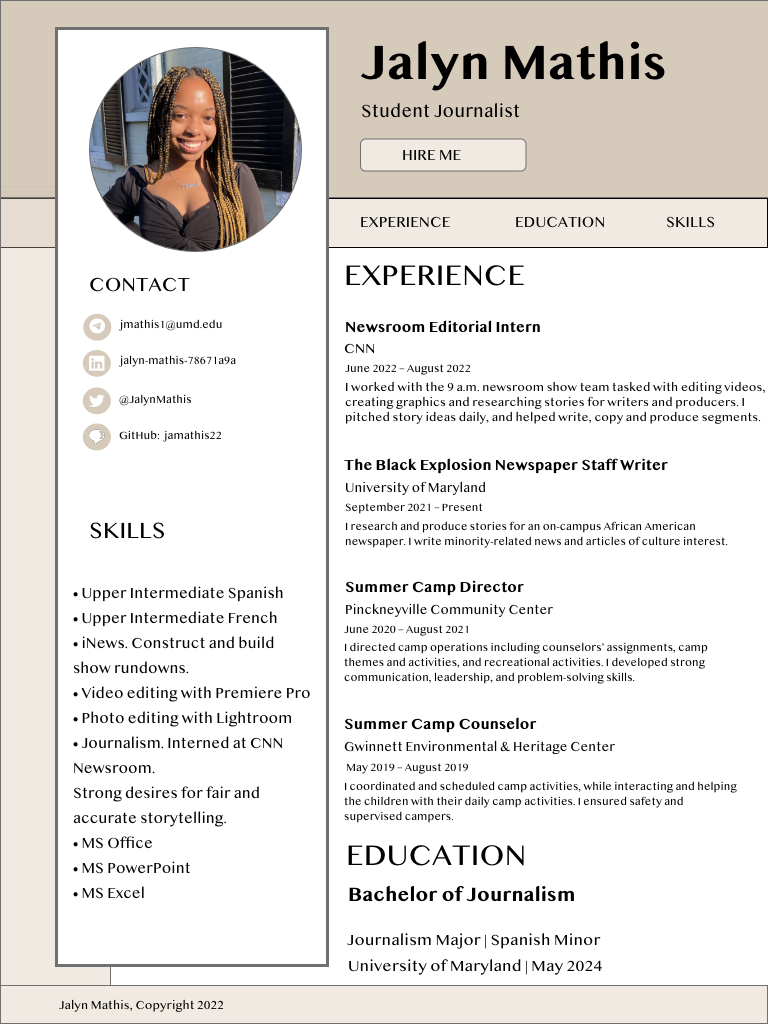 Jalyn Mathis
Student Journalist
HIRE ME
EXPERIENCE EDUCATION SKILLS
CONTACT
jmathis1@umd.edu
jalyn-mathis-78671a9a
@JalynMathis
GitHub: jamathis22
SKILLS
• Upper Intermediate Spanish
• Upper Intermediate French
• iNews. Construct and build
show rundowns.
• Video editing with Premiere Pro
• Photo editing with Lightroom
• Journalism. Interned at CNN
Newsroom.
Strong desires for fair and
accurate storytelling.
• MS Office
• MS PowerPoint
• MS Excel
EXPERIENCE
Newsroom Editorial Intern
CNN
June 2022 – August 2022
I worked with the 9 a.m. newsroom show team tasked with editing videos,
creating graphics and researching stories for writers and producers. I
pitched story ideas daily, and helped write, copy and produce segments.
The Black Explosion Newspaper Staff Writer
University of Maryland
September 2021 – Present
I research and produce stories for an on-campus African American
newspaper. I write minority-related news and articles of culture interest.
Summer Camp Director
Pinckneyville Community Center
June 2020 – August 2021
I directed camp operations including counselors' assignments, camp
themes and activities, and recreational activities. I developed strong
communication, leadership, and problem-solving skills.
Summer Camp Counselor
Gwinnett Environmental & Heritage Center
May 2019 – August 2019
I coordinated and scheduled camp activities, while interacting and helping
the children with their daily camp activities. I ensured safety and
supervised campers.
EDUCATION
Bachelor of Journalism
Journalism Major | Spanish Minor
University of Maryland | May 2024
Jalyn Mathis, Copyright 2022